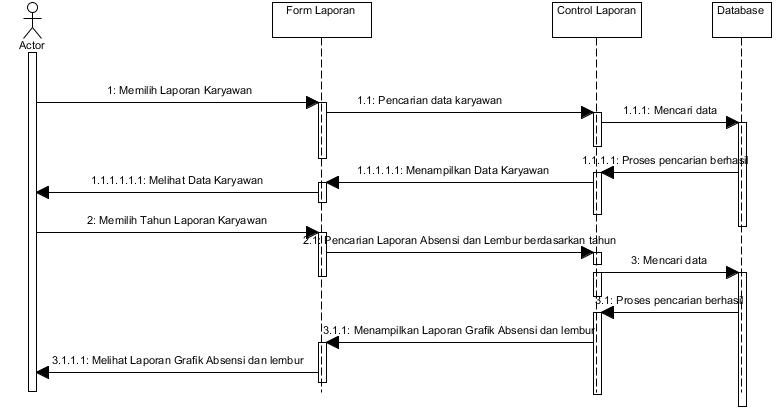 Form Laporan
Control Laporan
Database
Actor
1: Memilih Laporan Karyawan
1.1: Pencarian data karyawan
1.1.1: Mencari data
1.1.1.1: Proses pencarian berhasil
1.1.1.1.1: Menampilkan Data Karyawan
1.1.1.1.1.1: Melihat Data Karyawan
2: Memilih Tahun Laporan Karyawan
2.1: Pencarian Laporan Absensi dan Lembur berdasarkan tahun
3: Mencari data
3.1: Proses pencarian berhasil
3.1.1: Menampilkan Laporan Grafik Absensi dan lembur
3.1.1.1: Melihat Laporan Grafik Absensi dan lembur